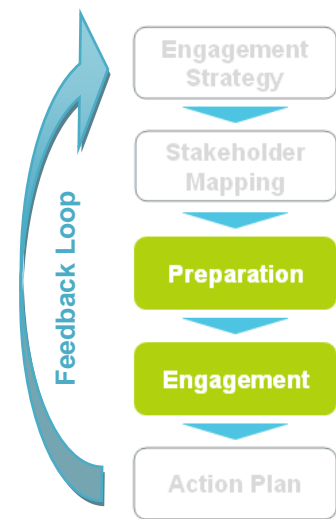 Engagement
Strategy
Stakeholder
Mapping
Preparation
Engagement
Action Plan
Feedback Loop